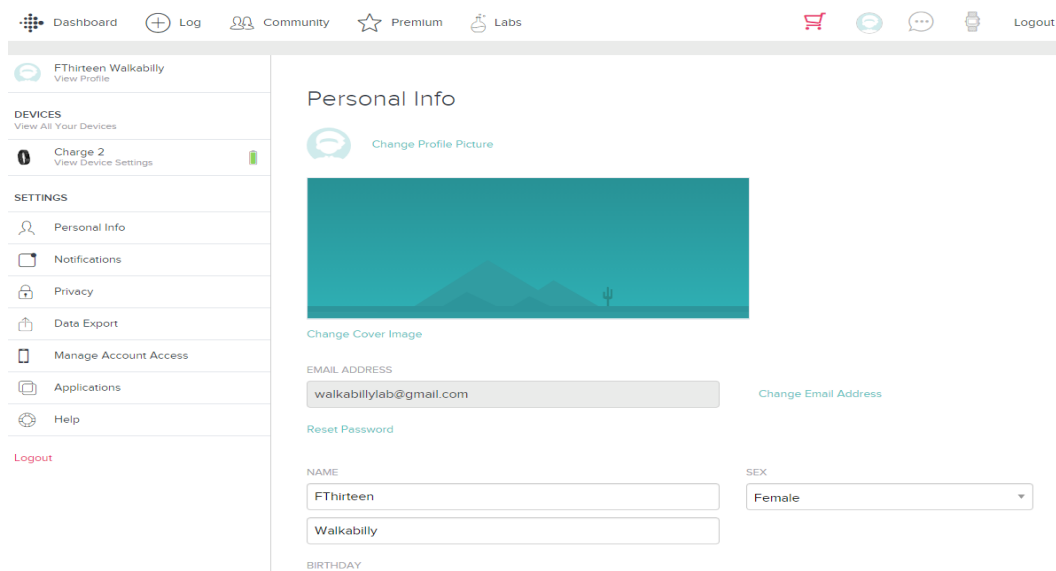 Dashboard Log Community Premium Labs Logout
FThirteen Walkabilly
View Profile
DEVICES
View All Your Devices
Charge 2
View Device Settings
SETTINGS
Personal Info
Notifications
Privacy
Data Export
Manage Account Access
Applications
Help
Logout
Personal Info
Change Profile Picture
Change Cover Image
EMAIL ADDRESS
walkabillylab@gmail.com Change Email Address
Reset Password
NAME SEX
FThirteen Female
Walkabilly
BIRTHDAY